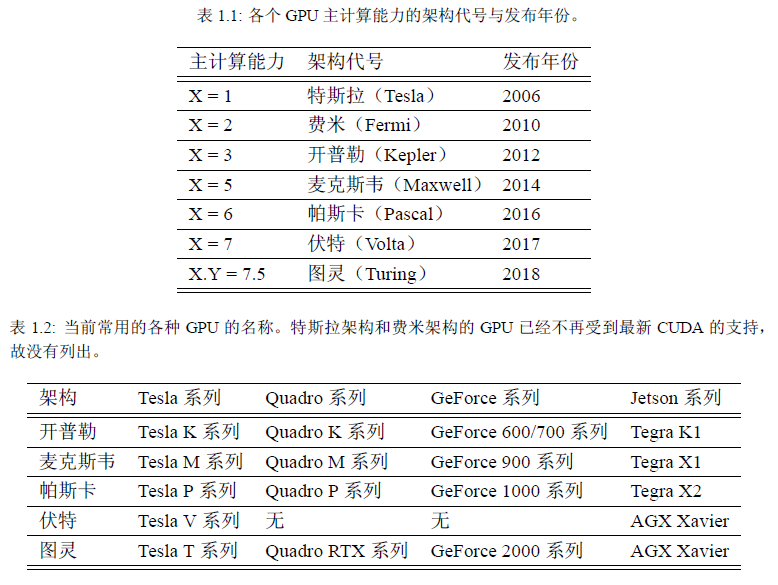 表 1.1: 各个 GPU 主计算能力的架构代号与发布年份。
主计算能力 架构代号 发布年份
X = 1 特斯拉（Tesla） 2006
X = 2 费米（Fermi） 2010
X = 3 开普勒（Kepler） 2012
X = 5 麦克斯韦（Maxwell） 2014
X = 6 帕斯卡（Pascal） 2016
X = 7 伏特（Volta） 2017
X.Y = 7.5 图灵（Turing） 2018
表 1.2: 当前常用的各种 GPU 的名称。特斯拉架构和费米架构的 GPU 已经不再受到最新 CUDA 的支持，
故没有列出。
架构 Tesla 系列 Quadro 系列 GeForce 系列 Jetson 系列
开普勒 Tesla K 系列 Quadro K 系列 GeForce 600/700 系列 Tegra K1
麦克斯韦 Tesla M 系列 Quadro M 系列 GeForce 900 系列 Tegra X1
帕斯卡 Tesla P 系列 Quadro P 系列 GeForce 1000 系列 Tegra X2
伏特 Tesla V 系列 无 无 AGX Xavier
图灵 Tesla T 系列 Quadro RTX 系列 GeForce 2000 系列 AGX Xavier